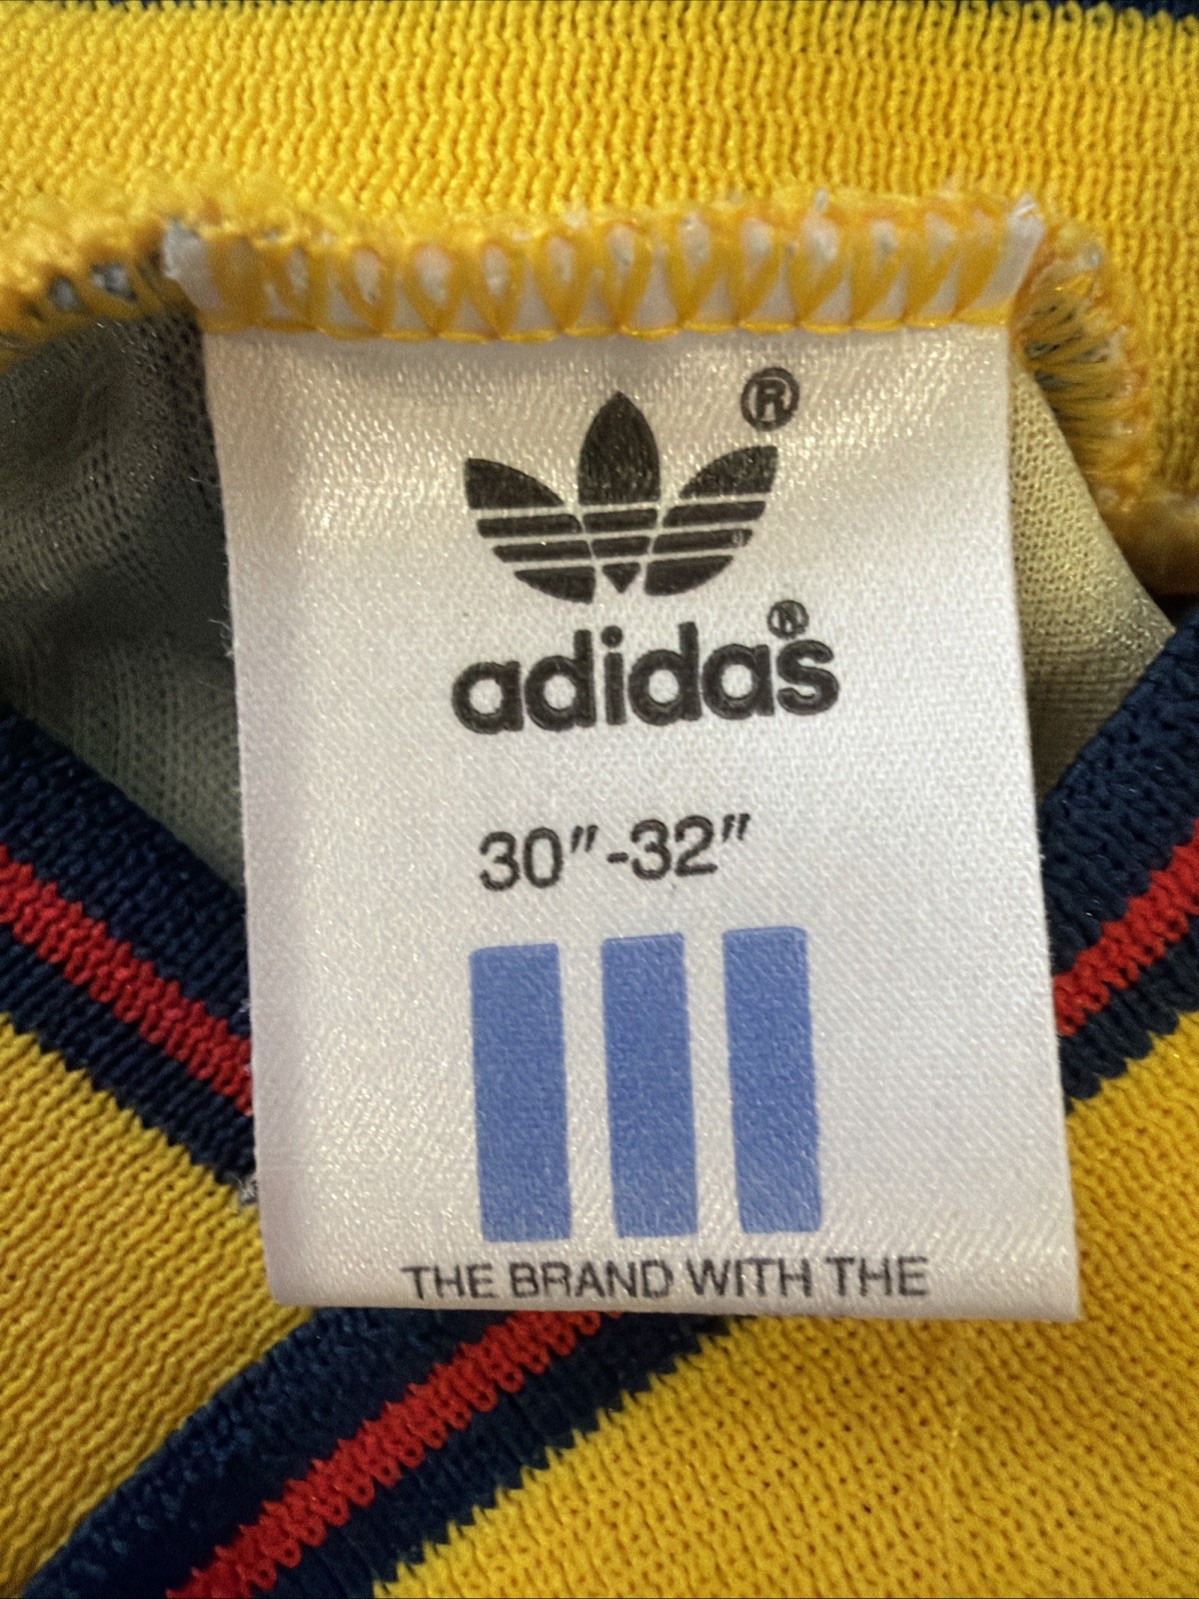 ®
adidas®
30"-32"
THE BRAND WITH THE